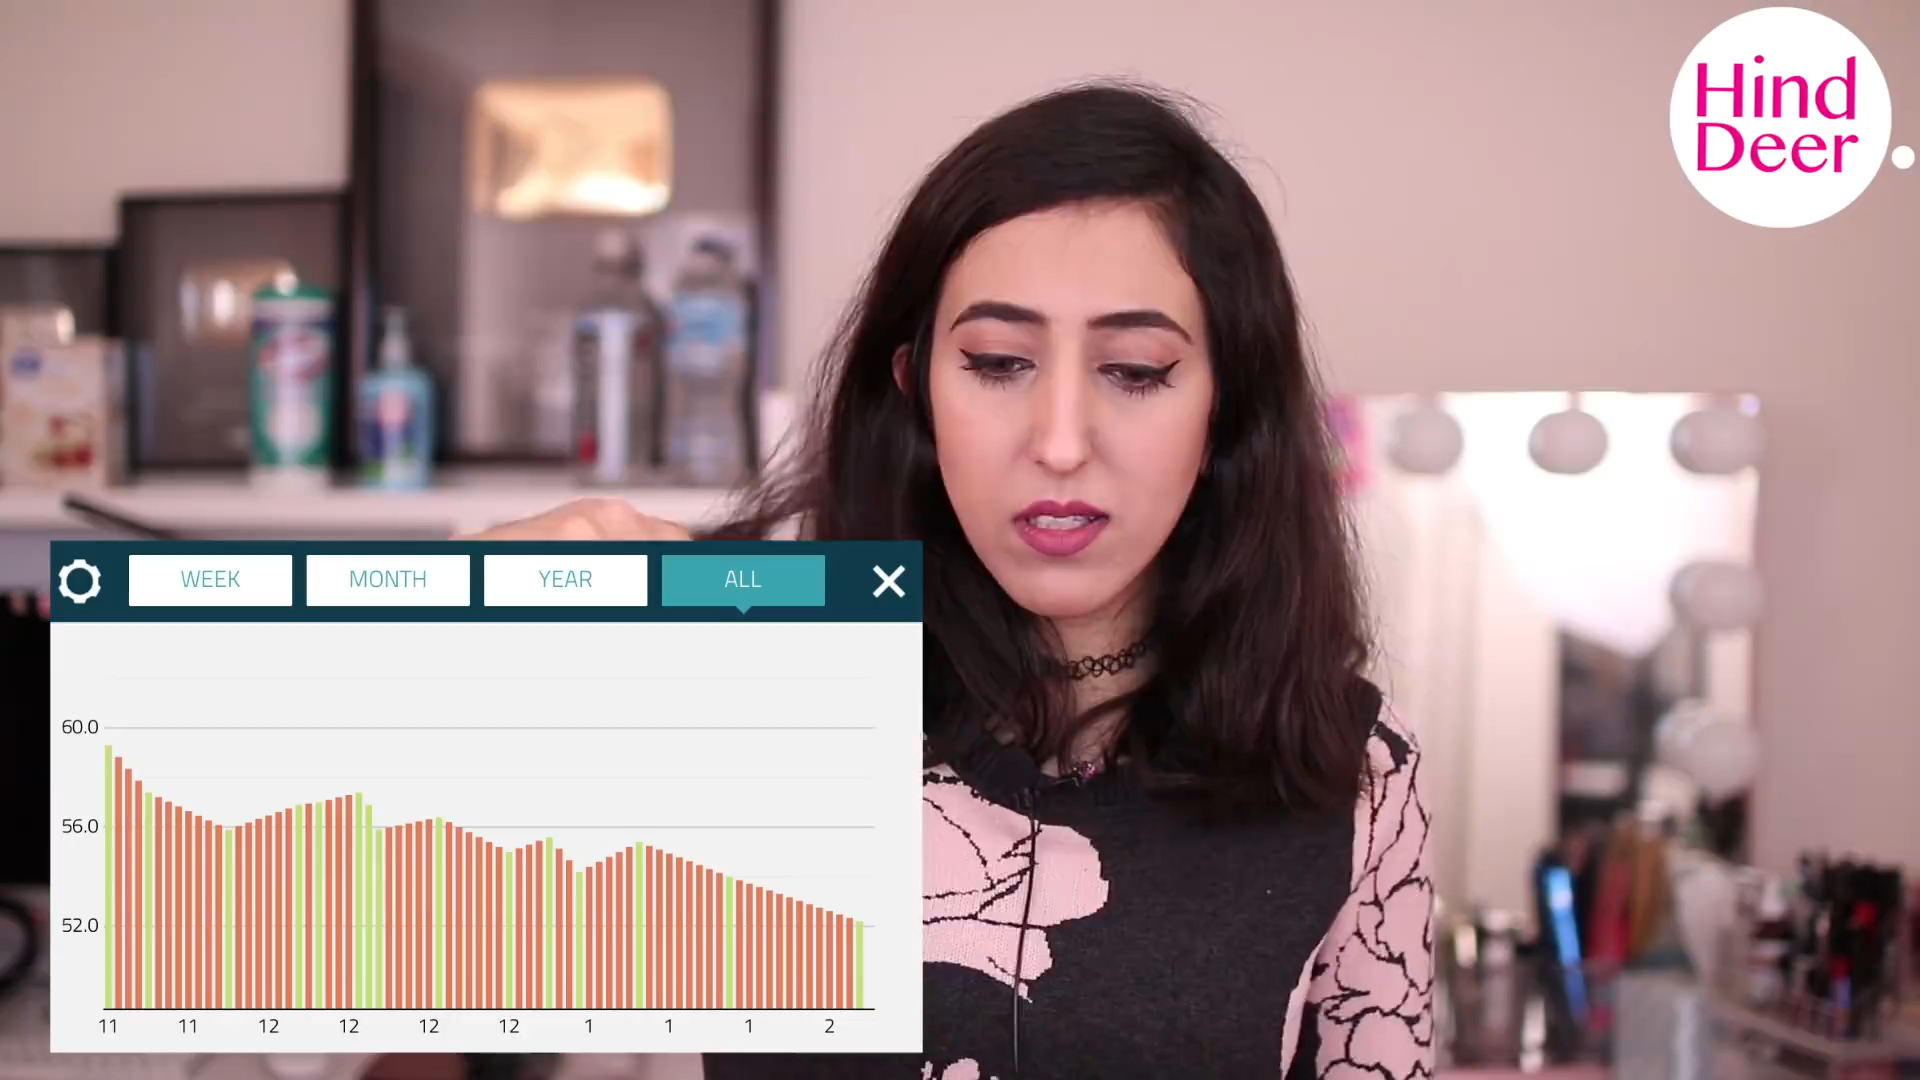 Hind
Deer
WEEK MONTH YEAR ALL
60.0
56.0
52.0
11 11 12 12 12 12 1 1 1 2